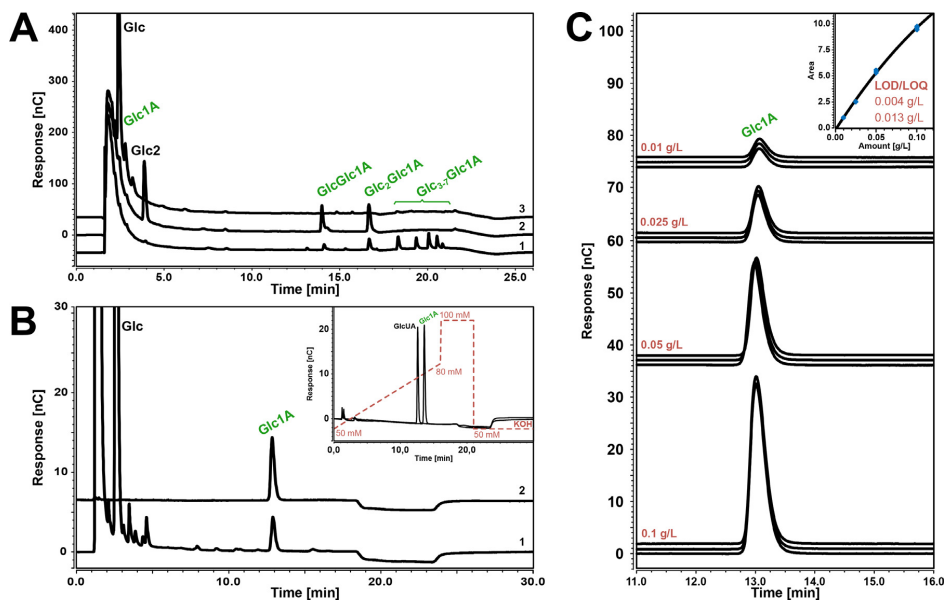 A
Response [nC]
400
300
200
100
0
Glc
Glc1A
Glc2
GlcGlc1A
Glc2Glc1A
Glc3-7Glc1A
3
2
1
0.0
5.0
10.0
15.0
20.0
26.0
Time [min]
B
Response [nC]
30
20
10
0
Glc
Glc1A
2
1
0.0
5.0
10.0
15.0
20.0
25.0
30.0
Time [min]
Response [nC]
20
10
0
GlcUA
Glc1A
100 mM
80 mM
50 mM
50 mM
KOH
0,0
10,0
20,0
Time [min]
C
Response [nC]
100
90
80
70
60
50
40
30
20
10
0
Glc1A
0.01 g/L
0.025 g/L
0.05 g/L
0.1 g/L
11.0
12.0
13.0
14.0
15.0
16.0
Time [min]
Area
10.0
7.5
5.0
2.5
0.0
LOD/LOQ
0.004 g/L
0.013 g/L
0.00
0.05
0.10
Amount [g/L]